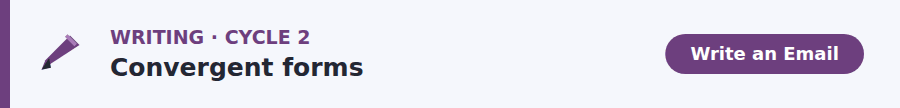 WRITING · CYCLE 2
Convergent forms
Write an Email